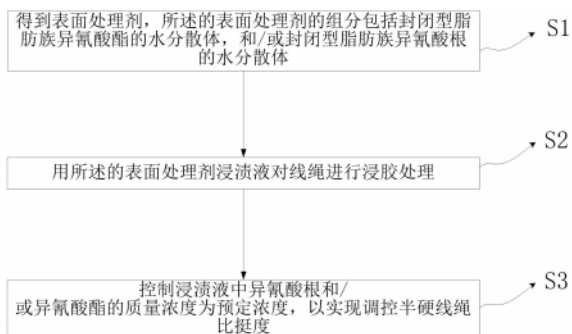 得到表面处理剂，所述的表面处理剂的组分包括封闭型脂
肪族异氰酸酯的水分散体，和/或封闭型脂肪族异氰酸根
的水分散体
S1
用所述的表面处理剂浸渍液对线绳进行浸胶处理
S2
控制浸渍液中异氰酸根和/
或异氰酸酯的质量浓度为预定浓度，以实现调控半硬线绳
比挺度
S3